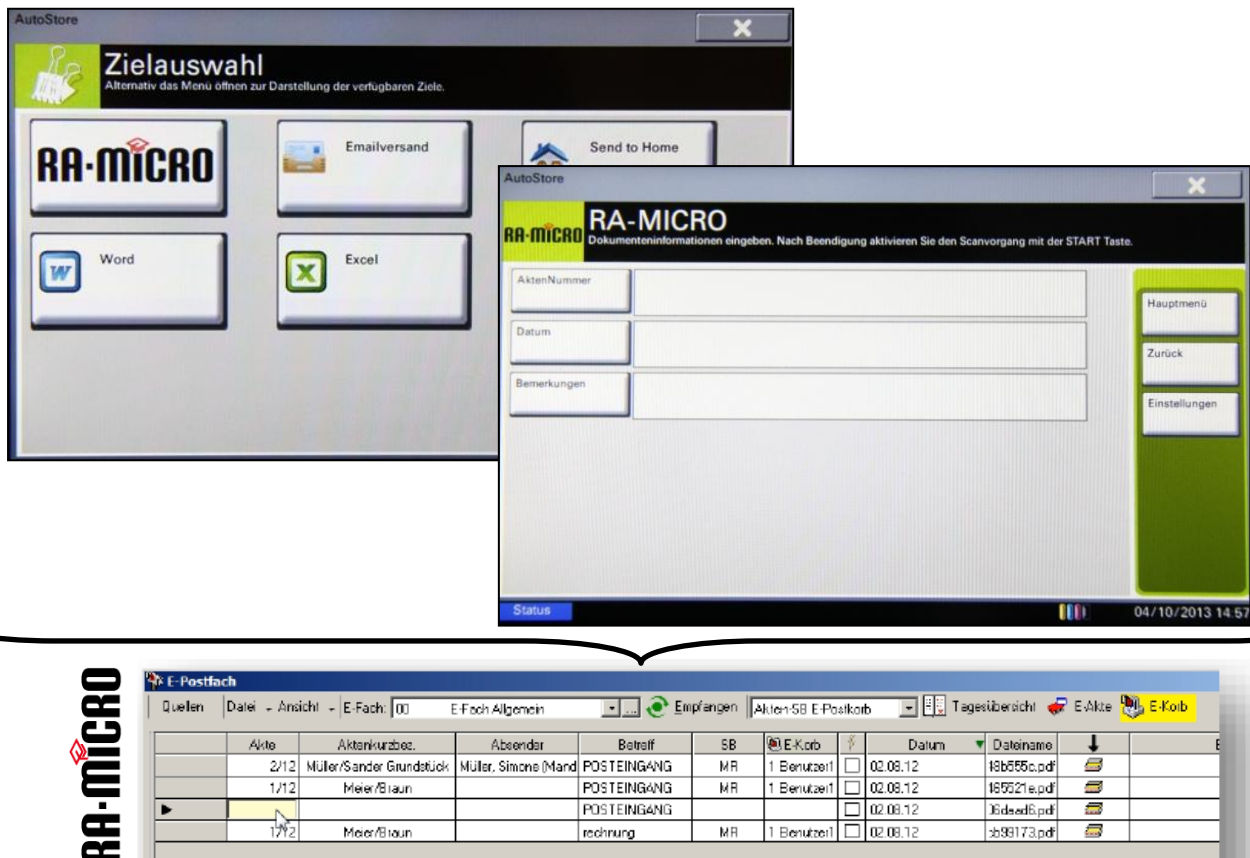 AutoStore
Zielauswahl
Alternativ das Menü öffnen zur Darstellung der verfügbaren Ziele.
RA-MICRO
Emailversand
Send to Home
Word
Excel
AutoStore
RA-MICRO
RA-MICRO
Dokumenteninformationen eingeben. Nach Beendigung aktivieren Sie den Scanvorgang mit der START Taste.
AktenNummer
Hauptmenü
Datum
Zurück
Bemerkungen
Einstellungen
Status
04/10/2013 14:57
RA-MICRO
E-Postfach
Quellen Datei Ansicht E-Fach: 00 E-Fach Allgemein ... Empfangen Akten-SB E-Postkorb Tagesübersicht E-Akte E-Korb
Akte Aktenkurzbez. Absender Betreff SB E-Korb Datum Dateiname
2/12 Müller/Sander Grundstück Müller, Simone (Mand POSTEINGANG MR 1 Benutzer1 02.08.12 18b555c.pdf
1/12 Meier/Braun POSTEINGANG MR 1 Benutzer1 02.08.12 185521e.pdf
POSTEINGANG 02.08.12
Meier/Braun rechnung MR 1 Benutzer1 02.08.12